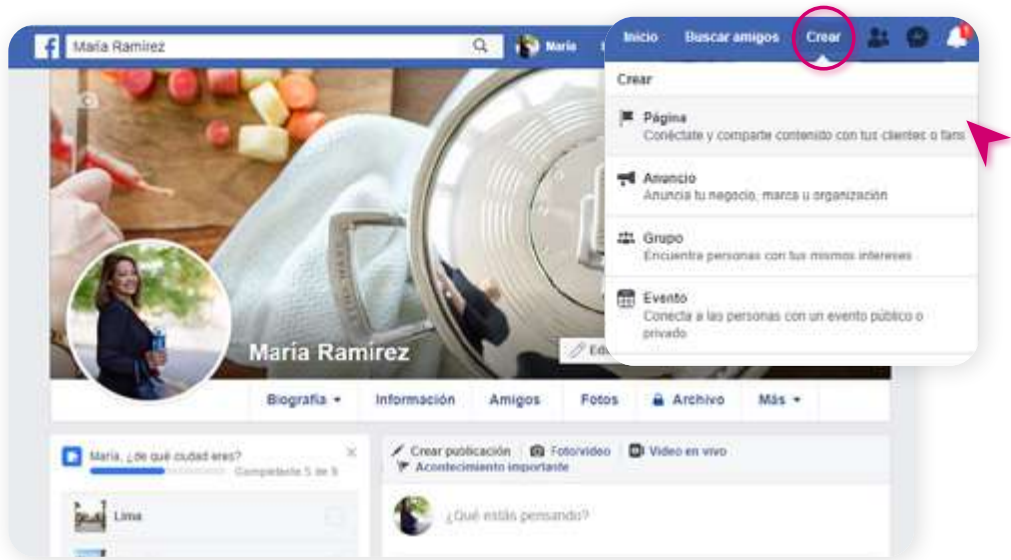 f
María Ramirez
María
Inicio Buscar amigos Crear
Crear
Página
Conéctate y comparte contenido con tus clientes o fans
Anuncio
Anuncia tu negocio, marca u organización
Grupo
Encuentra personas con tus mismos intereses
Evento
Conecta a las personas con un evento público o
privado
María Ramirez
Biografía Información Amigos Fotos Archivo Más
María, ¿de qué ciudad eres?
5 de 9
Lima
Crear publicación Foto/video Video en vivo
Acontecimiento importante
¿Qué estás pensando?